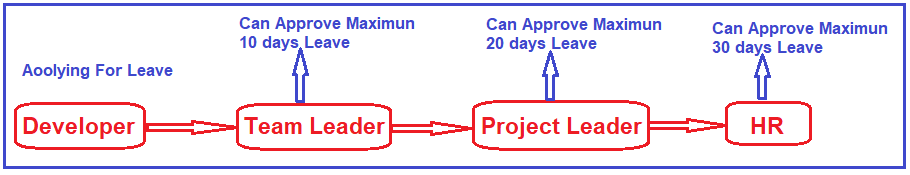 Can Approve Maximun
10 days Leave
Can Approve Maximun
20 days Leave
Can Approve Maximun
30 days Leave
Aoolying For Leave
Developer
Team Leader
Project Leader
HR